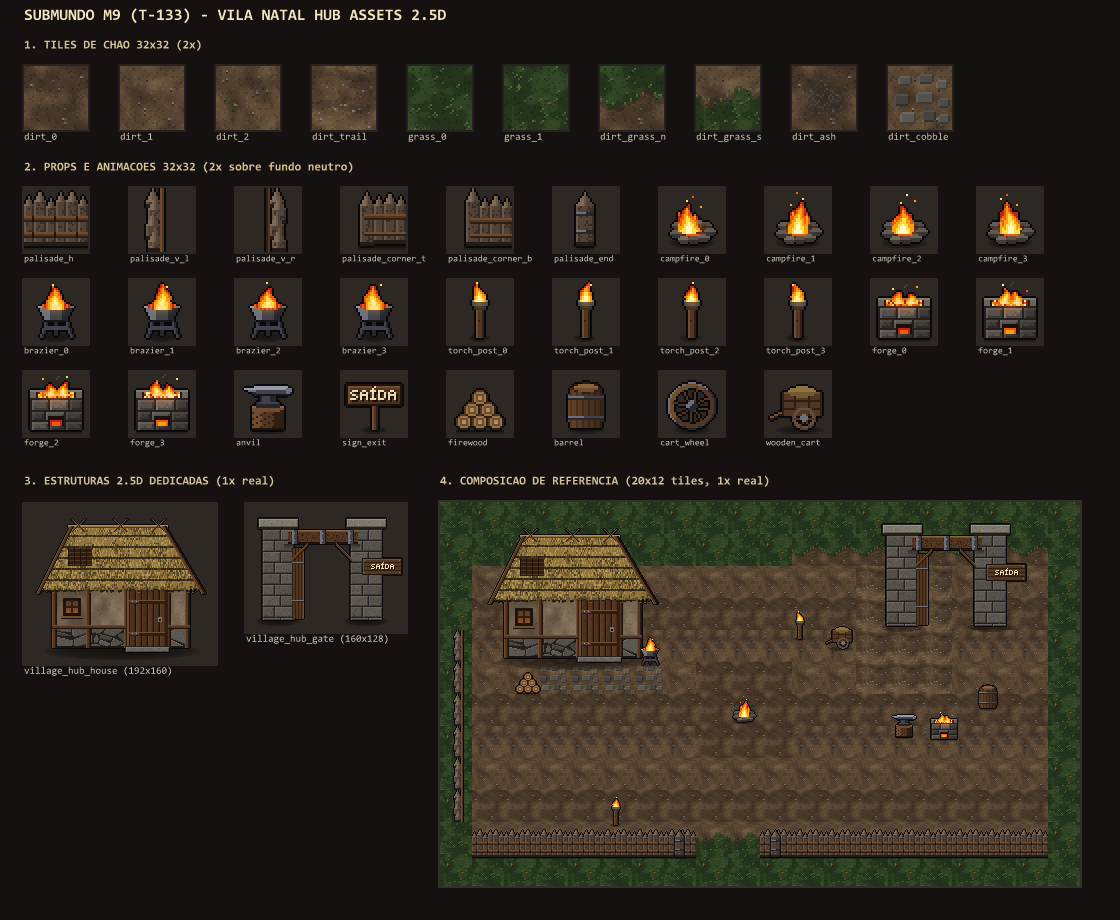 SUBMUNDO M9 (T-133) - VILA NATAL HUB ASSETS 2.5D
1. TILES DE CHAO 32x32 (2x)
dirt_0 dirt_1 dirt_2 dirt_trail grass_0 grass_1 dirt_grass_n dirt_grass_s dirt_ash dirt_cobble
2. PROPS E ANIMACOES 32x32 (2x sobre fundo neutro)
palisade_h palisade_v_l palisade_v_r palisade_corner_t palisade_corner_b palisade_end campfire_0 campfire_1 campfire_2 campfire_3
brazier_0 brazier_1 brazier_2 brazier_3 torch_post_0 torch_post_1 torch_post_2 torch_post_3 forge_0 forge_1
SAÍDA
forge_2 forge_3 anvil sign_exit firewood barrel cart_wheel wooden_cart
3. ESTRUTURAS 2.5D DEDICADAS (1x real)
SAÍDA
village_hub_gate (160x128)
village_hub_house (192x160)
4. COMPOSICAO DE REFERENCIA (20x12 tiles, 1x real)
SAÍDA